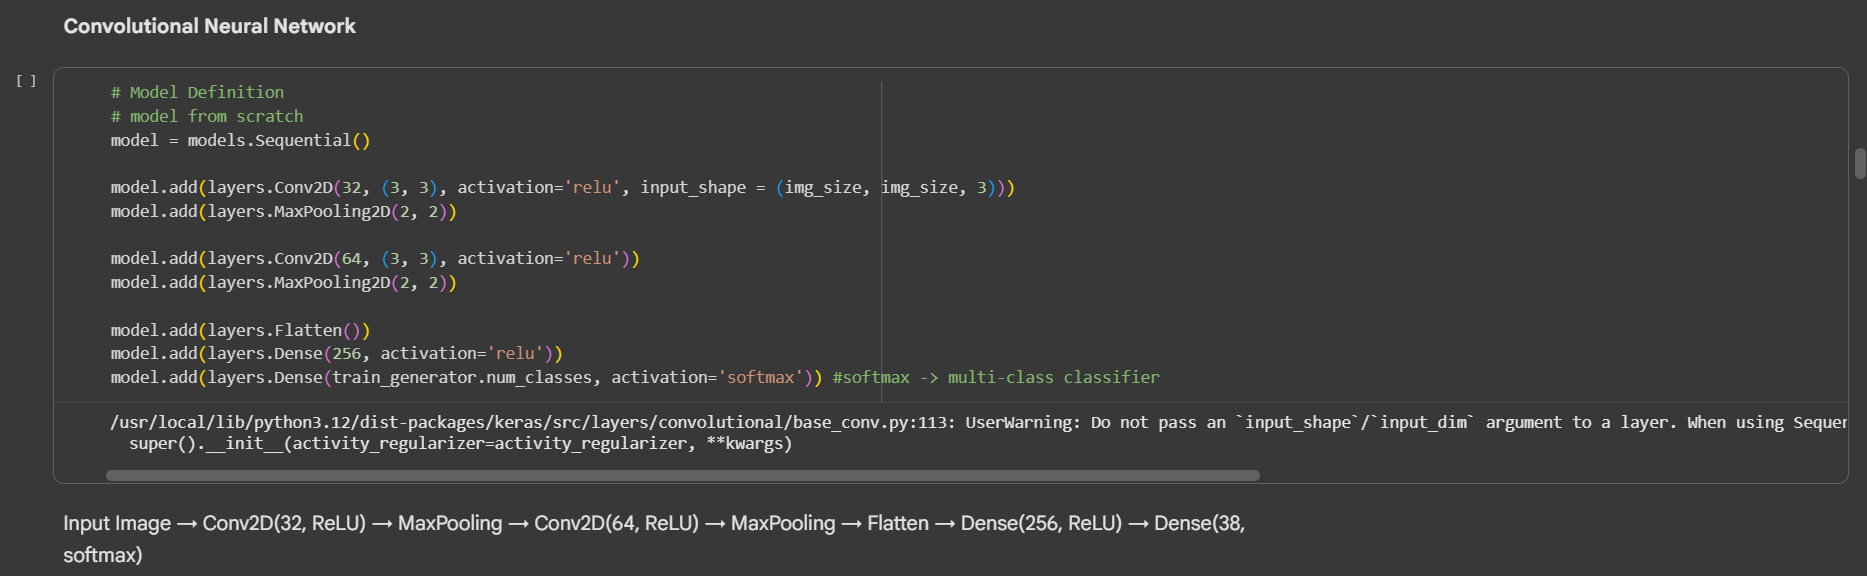 Convolutional Neural Network
[ ]
# Model Definition
# model from scratch
model = models.Sequential()
model.add(layers.Conv2D(32, (3, 3), activation='relu', input_shape = (img_size, img_size, 3)))
model.add(layers.MaxPooling2D(2, 2))
model.add(layers.Conv2D(64, (3, 3), activation='relu'))
model.add(layers.MaxPooling2D(2, 2))
model.add(layers.Flatten())
model.add(layers.Dense(256, activation='relu'))
model.add(layers.Dense(train_generator.num_classes, activation='softmax')) #softmax -> multi-class classifier
/usr/local/lib/python3.12/dist-packages/keras/src/layers/convolutional/base_conv.py:113: UserWarning: Do not pass an `input_shape`/`input_dim` argument to a layer. When using Sequer
super().__init__(activity_regularizer=activity_regularizer, **kwargs)
Input Image → Conv2D(32, ReLU) → MaxPooling → Conv2D(64, ReLU) → MaxPooling → Flatten → Dense(256, ReLU) → Dense(38,
softmax)